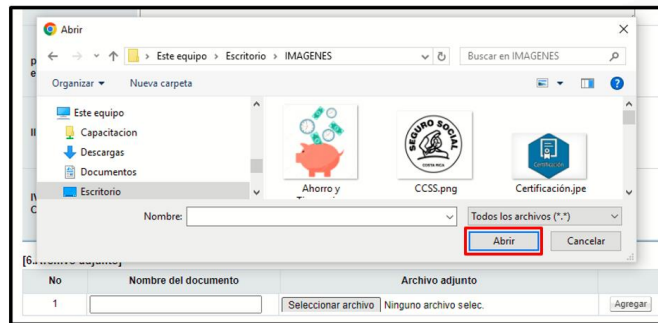 Abrir
Este equipo > Escritorio > IMAGENES
Buscar en IMAGENES
Organizar
Nueva carpeta
Este equipo
Capacitacion
Descargas
Documentos
Escritorio
SEGURO SOCIAL
COSTA RICA
Certificación
Ahorro y
CCSS.png
Certificación.jpe
Nombre:
Todos los archivos (*.*)
Abrir
Cancelar
No
Nombre del documento
Archivo adjunto
1
Seleccionar archivo
Ninguno archivo selec.
Agregar